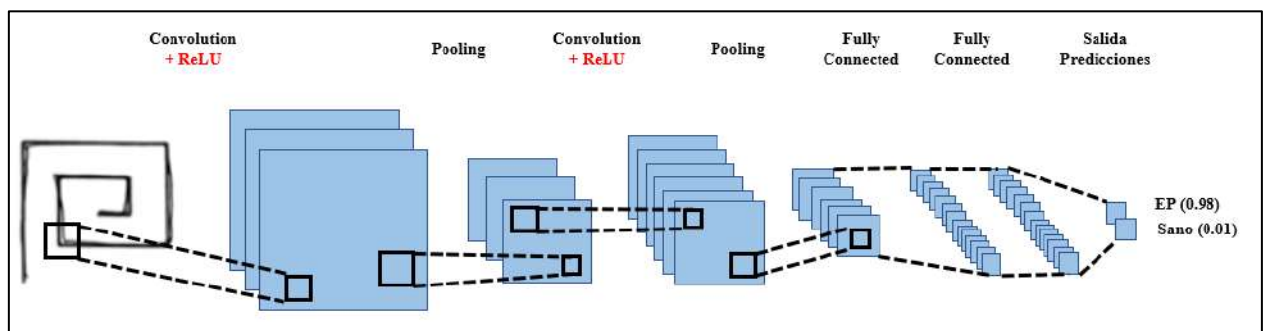 Convolution
+ ReLU
Pooling
Convolution
+ ReLU
Pooling
Fully
Connected
Fully
Connected
Salida
Predicciones
EP (0.98)
Sano (0.01)